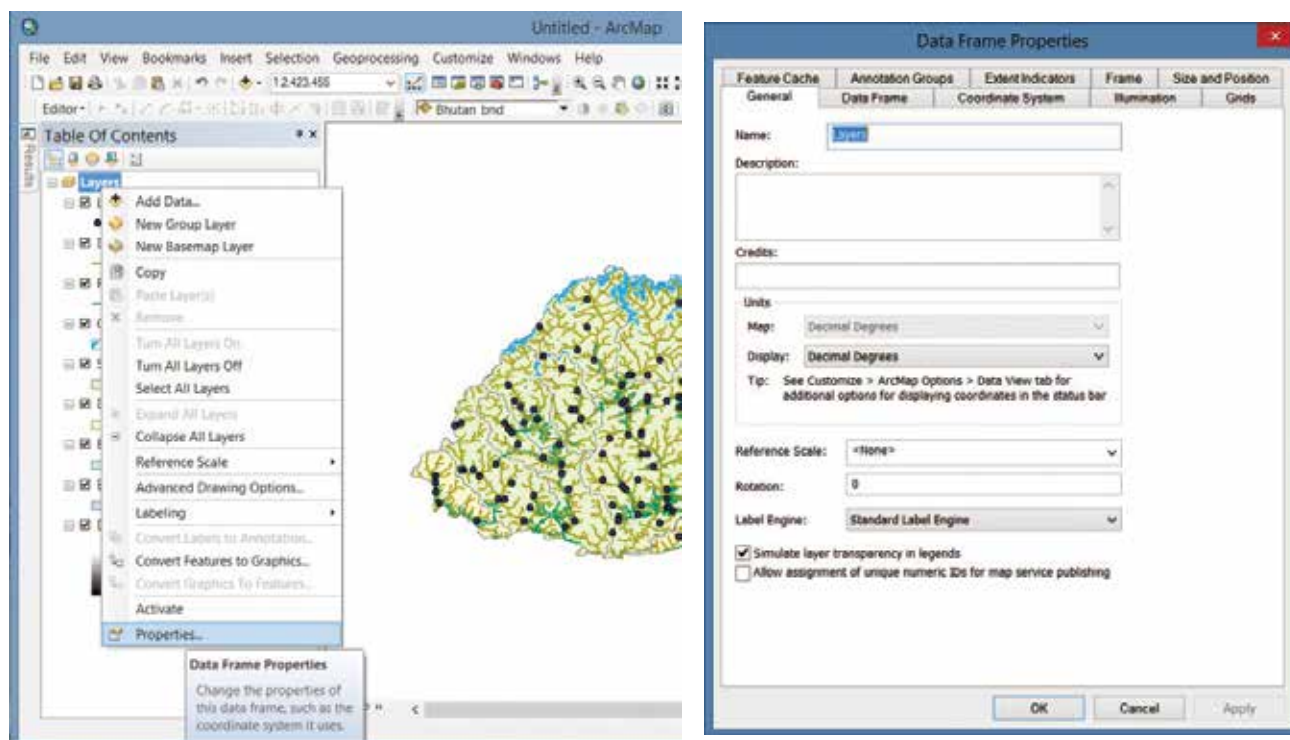 Untitled - ArcMap
File Edit View Bookmarks Insert Selection Geoprocessing Customize Windows Help
1:2,423,455
Editor
Bhutan bnd
Table Of Contents
Results
Layers
Add Data...
New Group Layer
New Basemap Layer
Copy
Paste Layer(s)
Remove
Turn All Layers On
Turn All Layers Off
Select All Layers
Expand All Layers
Collapse All Layers
Reference Scale
Advanced Drawing Options...
Labeling
Convert Labels to Annotation...
Convert Features to Graphics...
Convert Graphics To Features...
Activate
Properties...
Data Frame Properties
Change the properties of
this data frame, such as the
coordinate system it uses.
Data Frame Properties
Feature Cache Annotation Groups Extent Indicators Frame Size and Position
General Data Frame Coordinate System Illumination Grids
Name: Layers
Description:
Credits:
Units
Map: Decimal Degrees
Display: Decimal Degrees
Tip: See Customize > ArcMap Options > Data View tab for
additional options for displaying coordinates in the status bar
Reference Scale: <None>
Rotation: 0
Label Engine: Standard Label Engine
Simulate layer transparency in legends
Allow assignment of unique numeric IDs for map service publishing
OK Cancel Apply